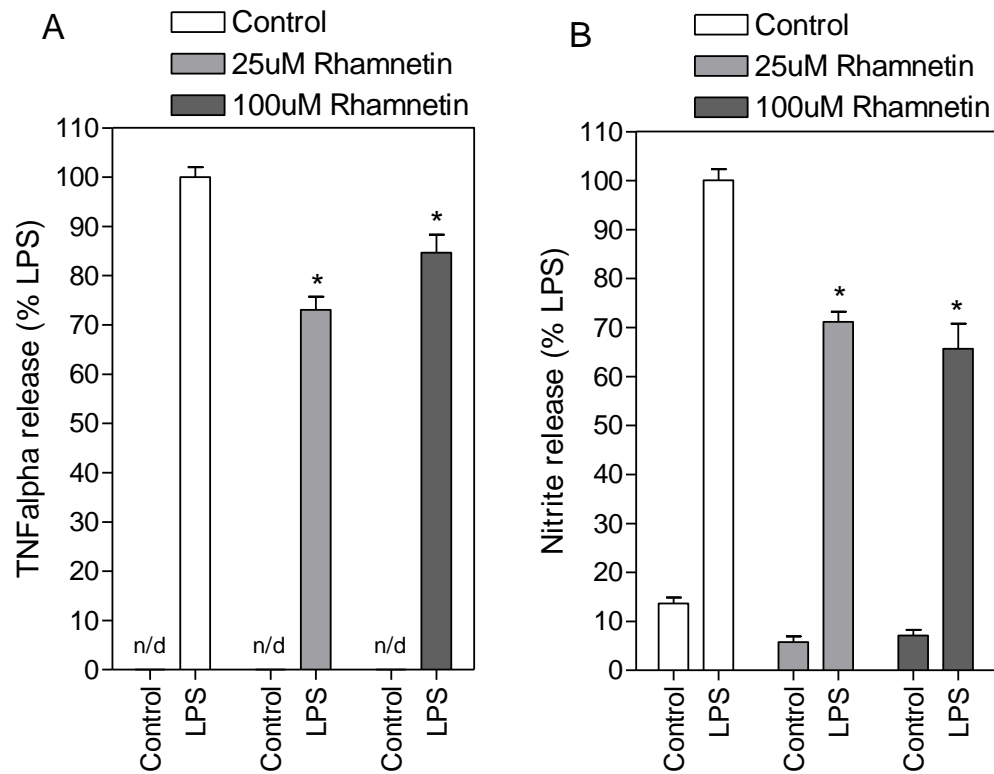 A
Control
25uM Rhamnetin
100uM Rhamnetin
TNFalpha release (% LPS)
110
100
90
80
70
60
50
40
30
20
10
0
*
*
n/d
n/d
n/d
Control
LPS
Control
LPS
Control
LPS
B
Control
25uM Rhamnetin
100uM Rhamnetin
Nitrite release (% LPS)
110
100
90
80
70
60
50
40
30
20
10
0
*
*
Control
LPS
Control
LPS
Control
LPS